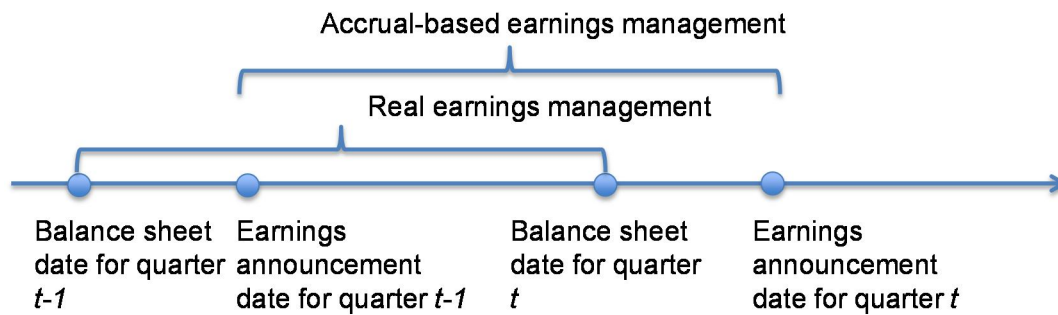 Accrual-based earnings management
Real earnings management
Balance sheet
date for quarter
t-1
Earnings
announcement
date for quarter t-1
Balance sheet
date for quarter
t
Earnings
announcement
date for quarter t